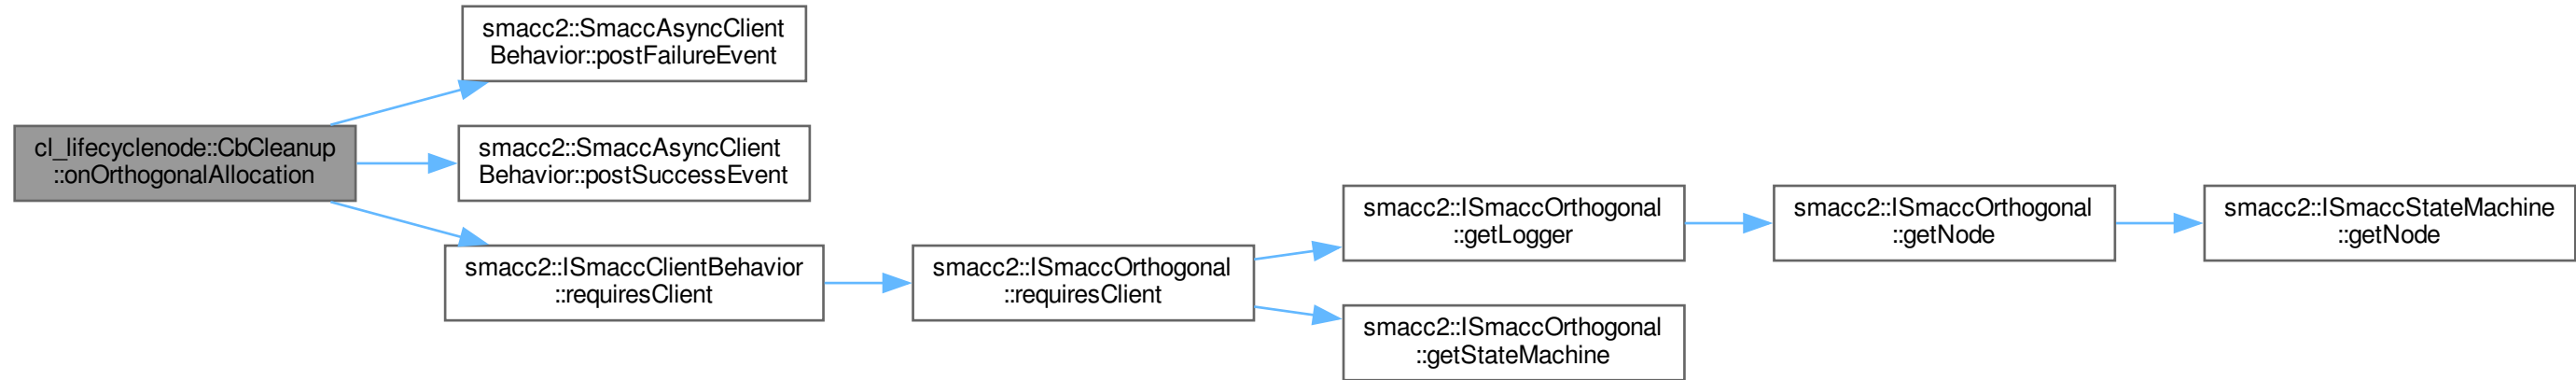 smacc2::SmaccAsyncClient
Behavior::postFailureEvent
cl_lifecyclenode::CbCleanup
::onOrthogonalAllocation
smacc2::SmaccAsyncClient
Behavior::postSuccessEvent
smacc2::ISmaccClientBehavior
::requiresClient
smacc2::ISmaccOrthogonal
::requiresClient
smacc2::ISmaccOrthogonal
::getLogger
smacc2::ISmaccOrthogonal
::getNode
smacc2::ISmaccStateMachine
::getNode
smacc2::ISmaccOrthogonal
::getStateMachine